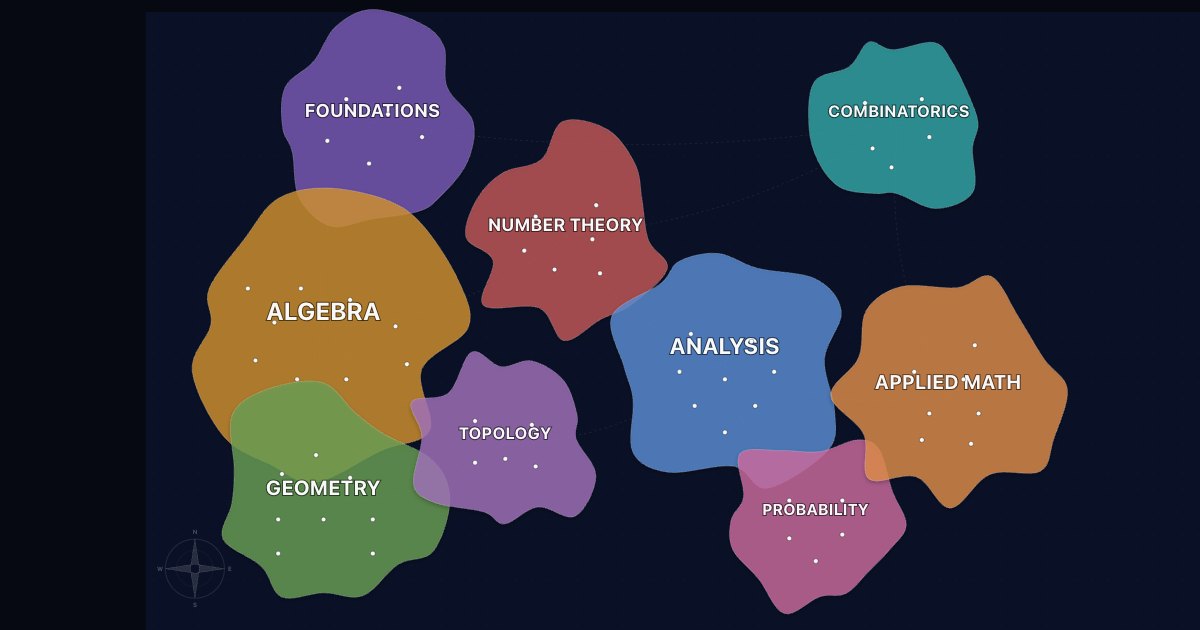 FOUNDATIONS
COMBINATORICS
NUMBER THEORY
ALGEBRA
ANALYSIS
APPLIED MATH
TOPOLOGY
GEOMETRY
PROBABILITY
N
W
E
S